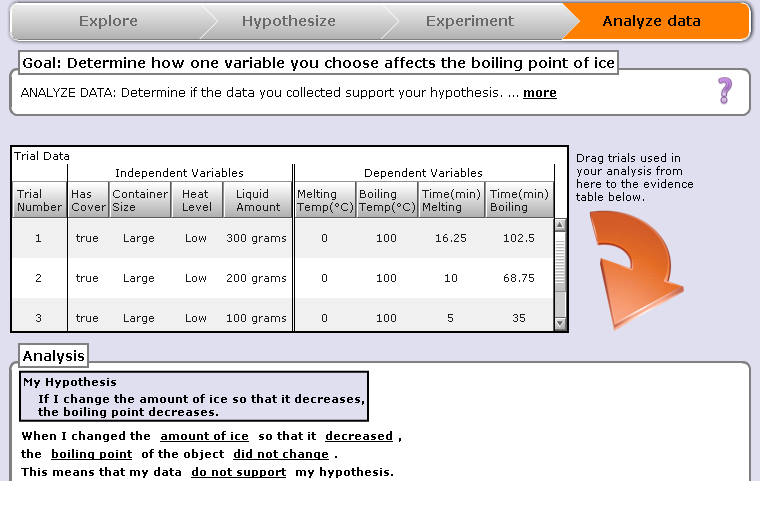 Explore Hypothesize Experiment Analyze data
Goal: Determine how one variable you choose affects the boiling point of ice
ANALYZE DATA: Determine if the data you collected support your hypothesis. ... more
?
Trial Data
Independent Variables Dependent Variables
Trial Number Has Cover Container Size Heat Level Liquid Amount Melting Temp(°C) Boiling Temp(°C) Time(min) Melting Time(min) Boiling
1 true Large Low 300 grams 0 100 16.25 102.5
2 true Large Low 200 grams 0 100 10 68.75
3 true Large Low 100 grams 0 100 5 35
Drag trials used in
your analysis from
here to the evidence
table below.
Analysis
My Hypothesis
If I change the amount of ice so that it decreases,
the boiling point decreases.
When I changed the amount of ice so that it decreased ,
the boiling point of the object did not change .
This means that my data do not support my hypothesis.